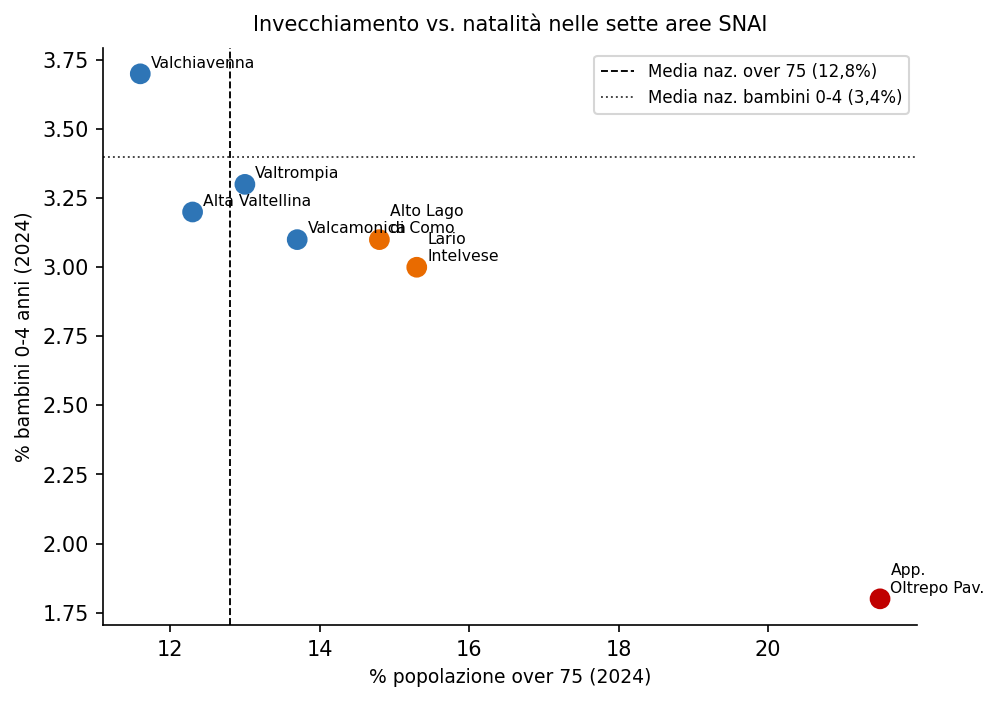 Invecchiamento vs. natalità nelle sette aree SNAI
3.75
3.50
3.25
3.00
2.75
2.50
2.25
2.00
1.75
% bambini 0-4 anni (2024)
Media naz. over 75 (12,8%)
Media naz. bambini 0-4 (3,4%)
Valchiavenna
Valtrompia
Alta Valtellina
Valcamonica
Alto Lago
di Como
Lario
Intelvese
App.
Oltrepo Pav.
12
14
16
18
20
% popolazione over 75 (2024)